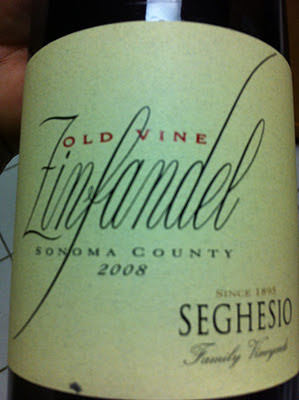 OLD VINE
Zinfandel
SONOMA COUNTY
2008
SINCE 1895
SEGHESIO
Family Vineyards